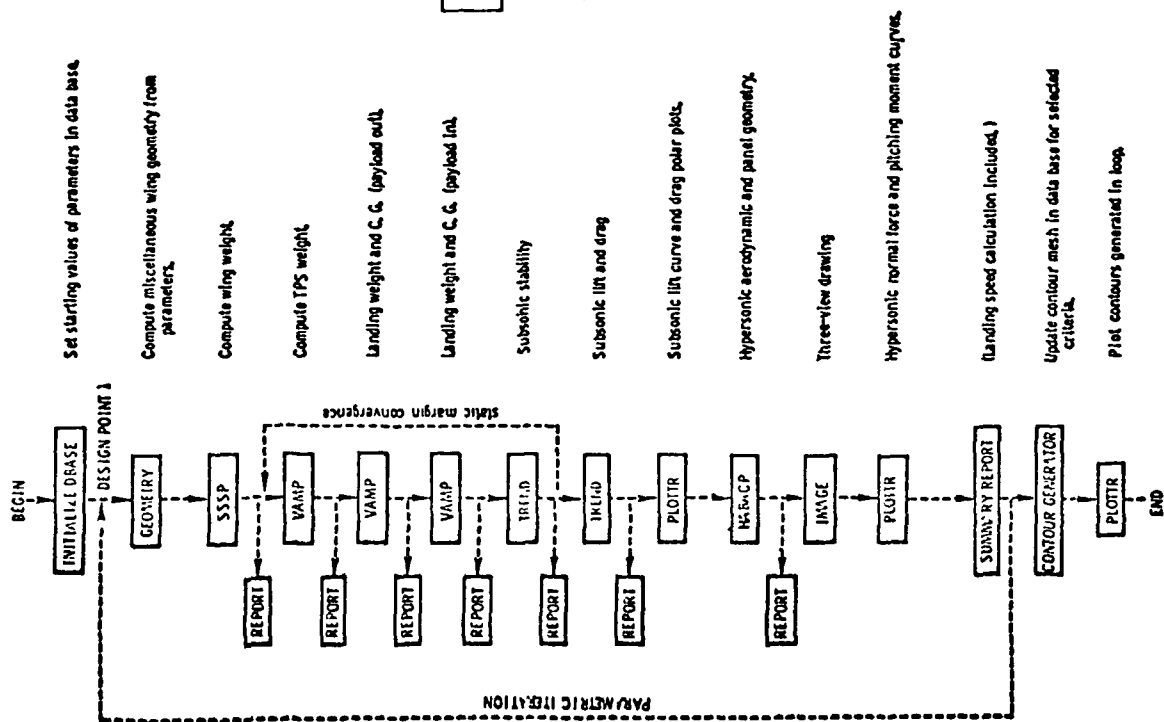 BEGIN
INITIALIZE DBASE
Set starting values of parameters in data base.
DESIGN POINT 1
GEOMETRY
Compute miscellaneous wing geometry from
parameters.
SSSP
Compute wing weight.
REPORT
static margin convergence
VAMP
Compute TPS weight.
REPORT
VAMP
Landing weight and C. G. (payload out).
REPORT
VAMP
Landing weight and C. G. (payload in).
REPORT
TREND
Subsonic stability
REPORT
TREND
Subsonic lift and drag
REPORT
PLOTTR
Subsonic lift curve and drag polar plots.
Hypersonic aerodynamic and panel geometry.
REPORT
IMAGE
Three-view drawing
PLOTTR
Hypersonic normal force and pitching moment curves.
SUMMARY REPORT
(Landing speed calculation included.)
PARAMETRIC ITERATION
CONTOUR GENERATOR
Update contour mesh in data base for selected
criteria.
PLOTTR
Plot contours generated in loop.
END